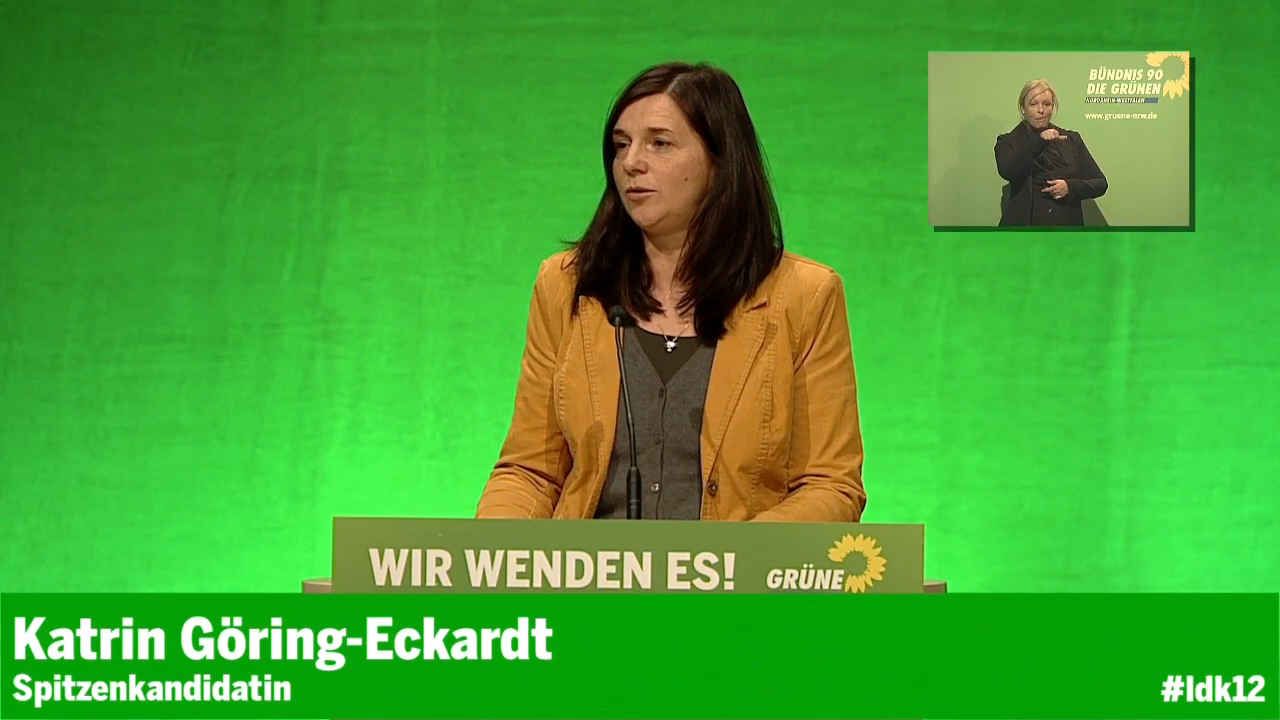 BÜNDNIS 90
DIE GRÜNEN
NORDRHEIN-WESTFALEN
www.gruene-nrw.de
WIR WENDEN ES!
GRÜNE
Katrin Göring-Eckardt
Spitzenkandidatin
#ldk12